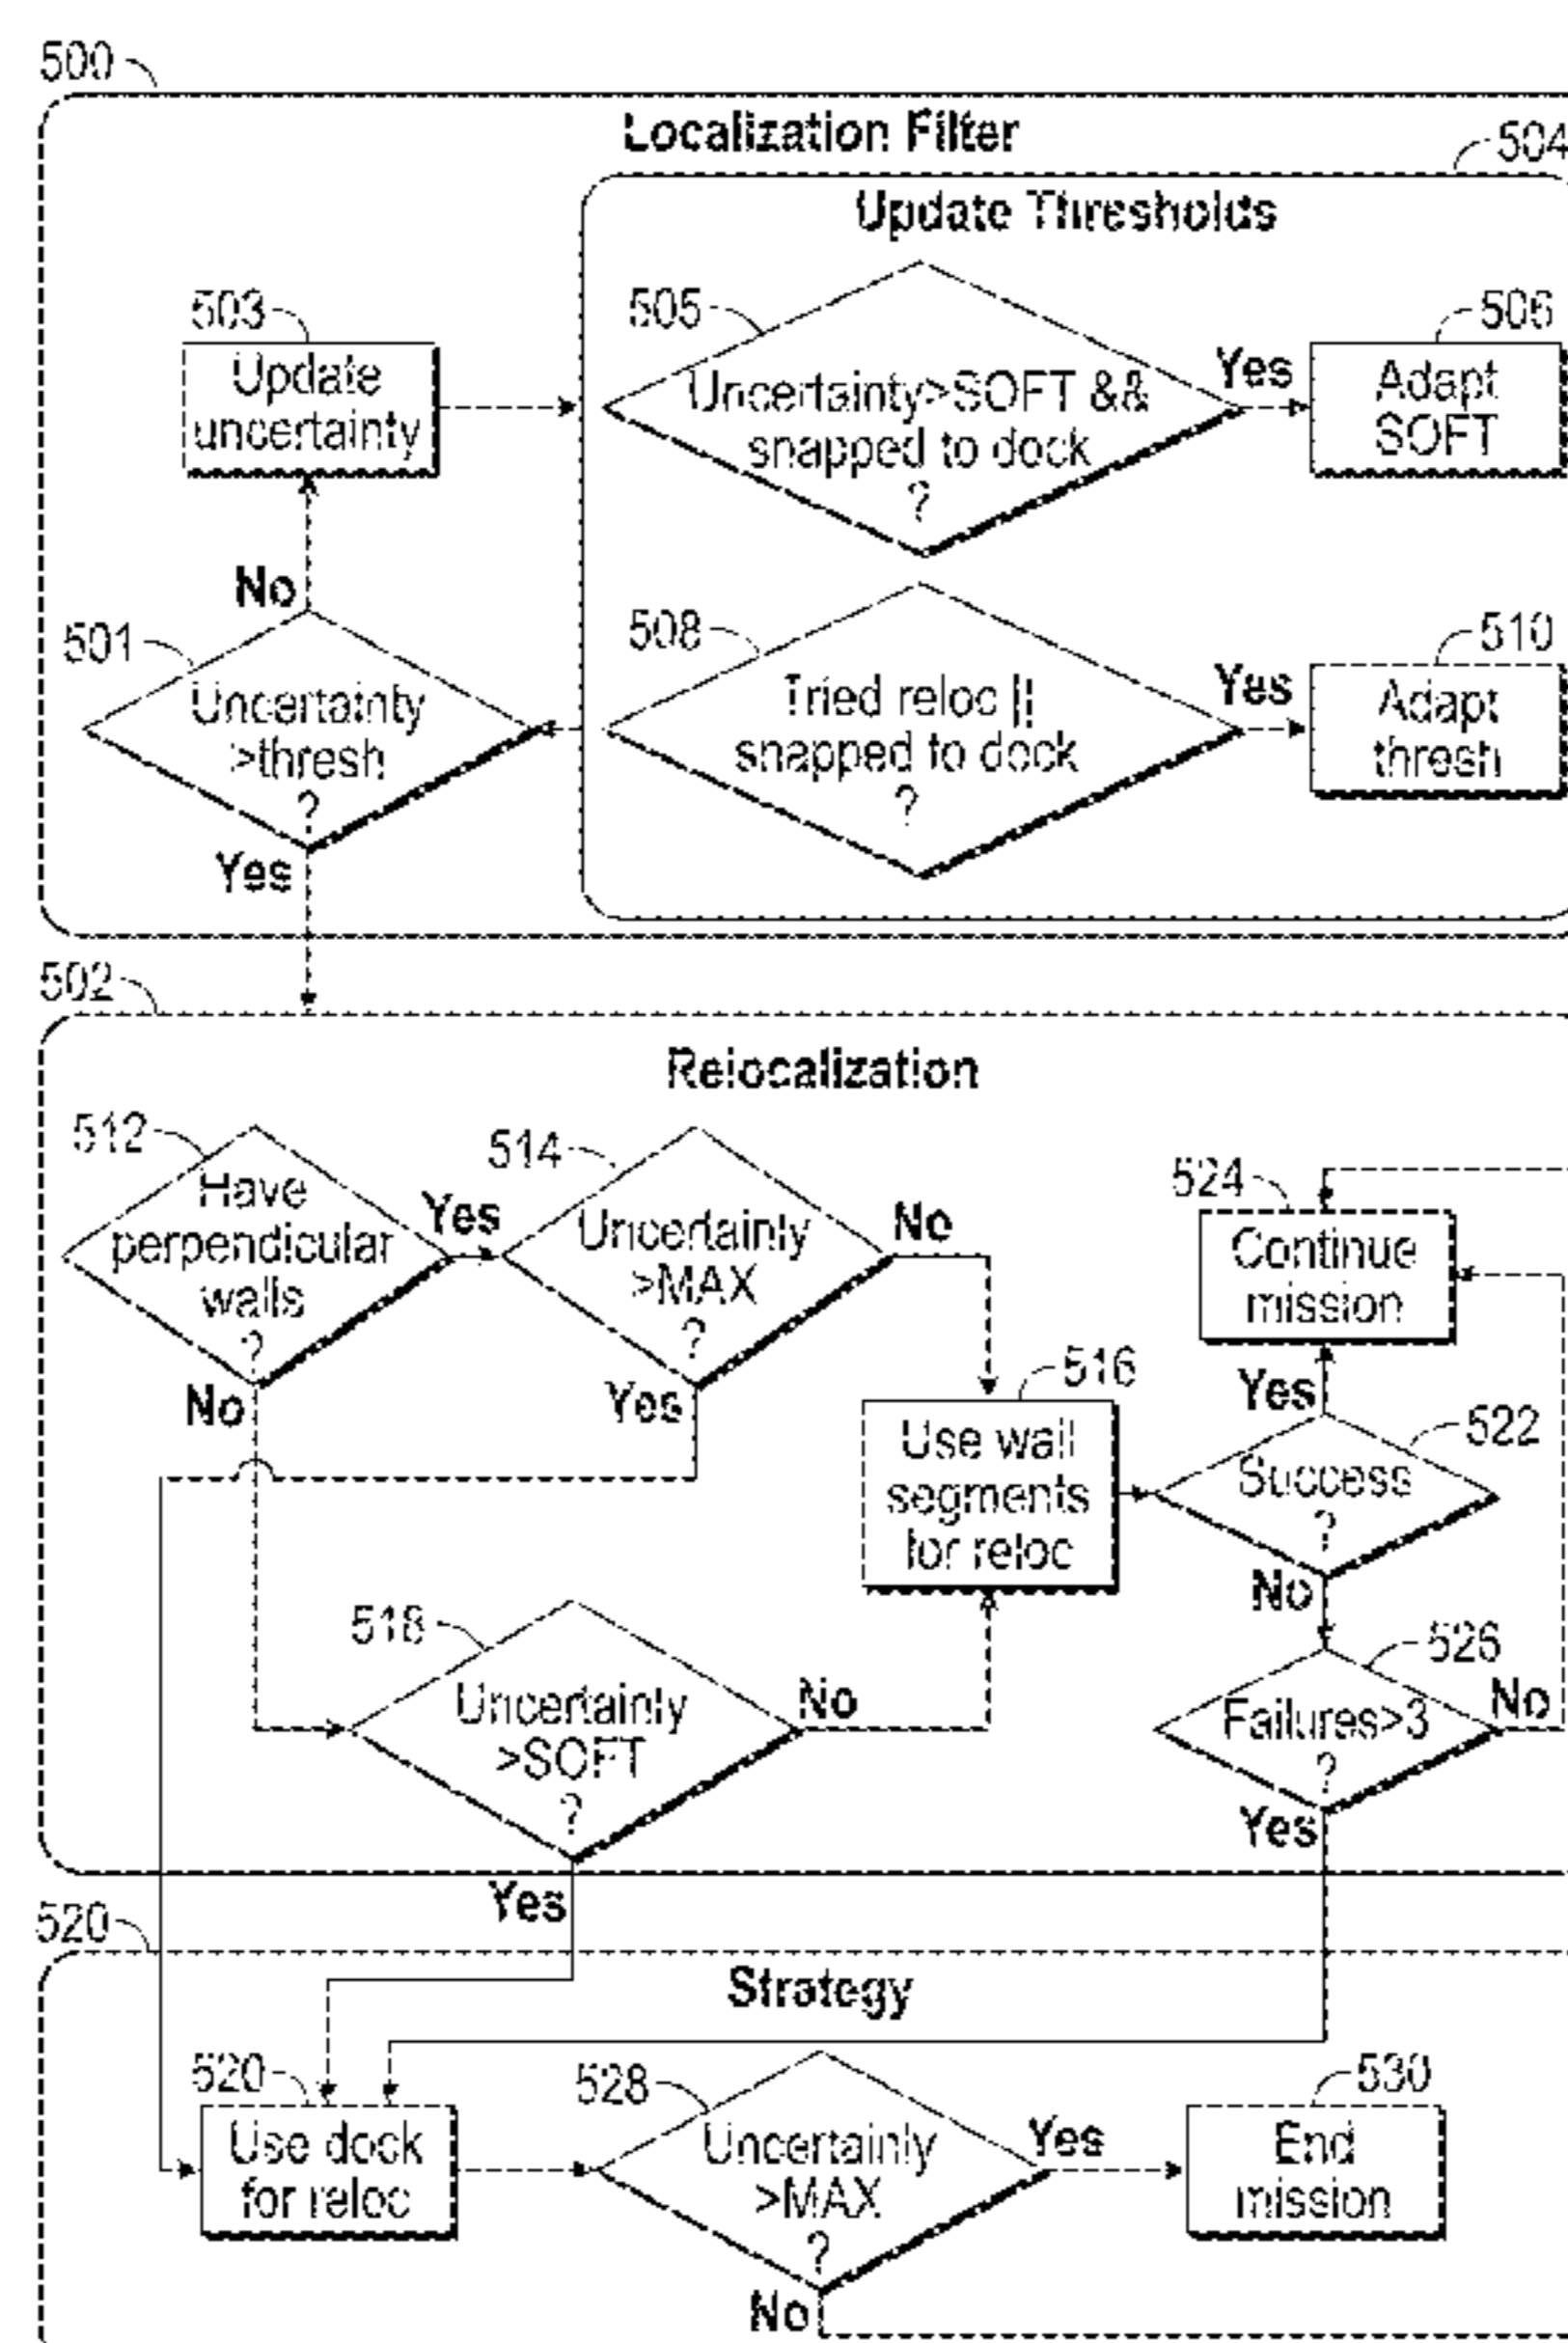 500
Localization Filter
504
Update Thresholds
503
Update
uncertainty
505
Uncertainty>SOFT &&
snapped to dock
?
Yes
506
Adapt
SOFT
No
501
Uncertainty
>thresh
?
Yes
508
Tried reloc ||
snapped to dock
?
Yes
510
Adapt
thresh
502
Relocalization
512
Have
perpendicular
walls
?
Yes
No
514
Uncertainly
>MAX
?
No
Yes
516
Use wall
segments
for reloc
524
Continue
mission
Yes
522
Success
?
No
518
Uncertainly
>SOFT
?
No
Yes
526
Failures>3
?
No
Yes
520
Strategy
520
Use dock
for reloc
528
Uncertainly
>MAX
?
Yes
No
530
End
mission